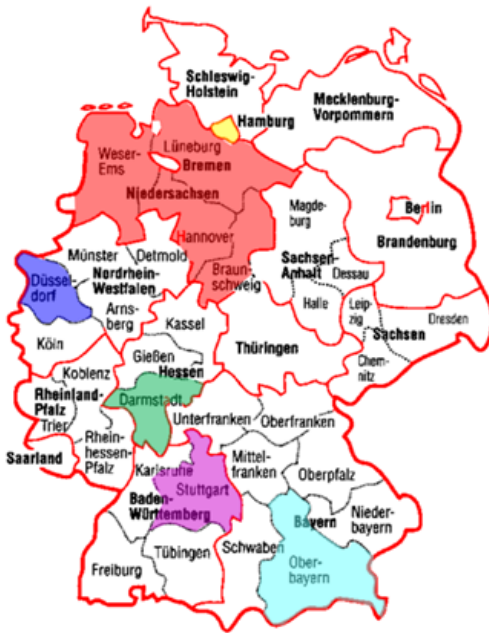 Schleswig-
Holstein
Hamburg
Mecklenburg-
Vorpommern
Weser-
Ems
Lüneburg
Bremen
Niedersachsen
Hannover
Braun-
schweig
Magde-
burg
Berlin
Brandenburg
Sachsen-
Anhalt
Dessau
Halle
Münster
Detmold
Nordrhein-
Westfalen
Düssel-
dorf
Arns-
berg
Köln
Kassel
Gießen
Hessen
Darmstadt
Thüringen
Leip-
zig
Sachsen
Dresden
Chem-
nitz
Koblenz
Rheinland-
Pfalz
Trier
Rhein-
hessen-
Pfalz
Saarland
Unterfranken
Oberfranken
Mittel-
franken
Oberpfalz
Karlsruhe
Stuttgart
Baden-
Württemberg
Tübingen
Freiburg
Bayern
Nieder-
bayern
Schwaben
Ober-
bayern